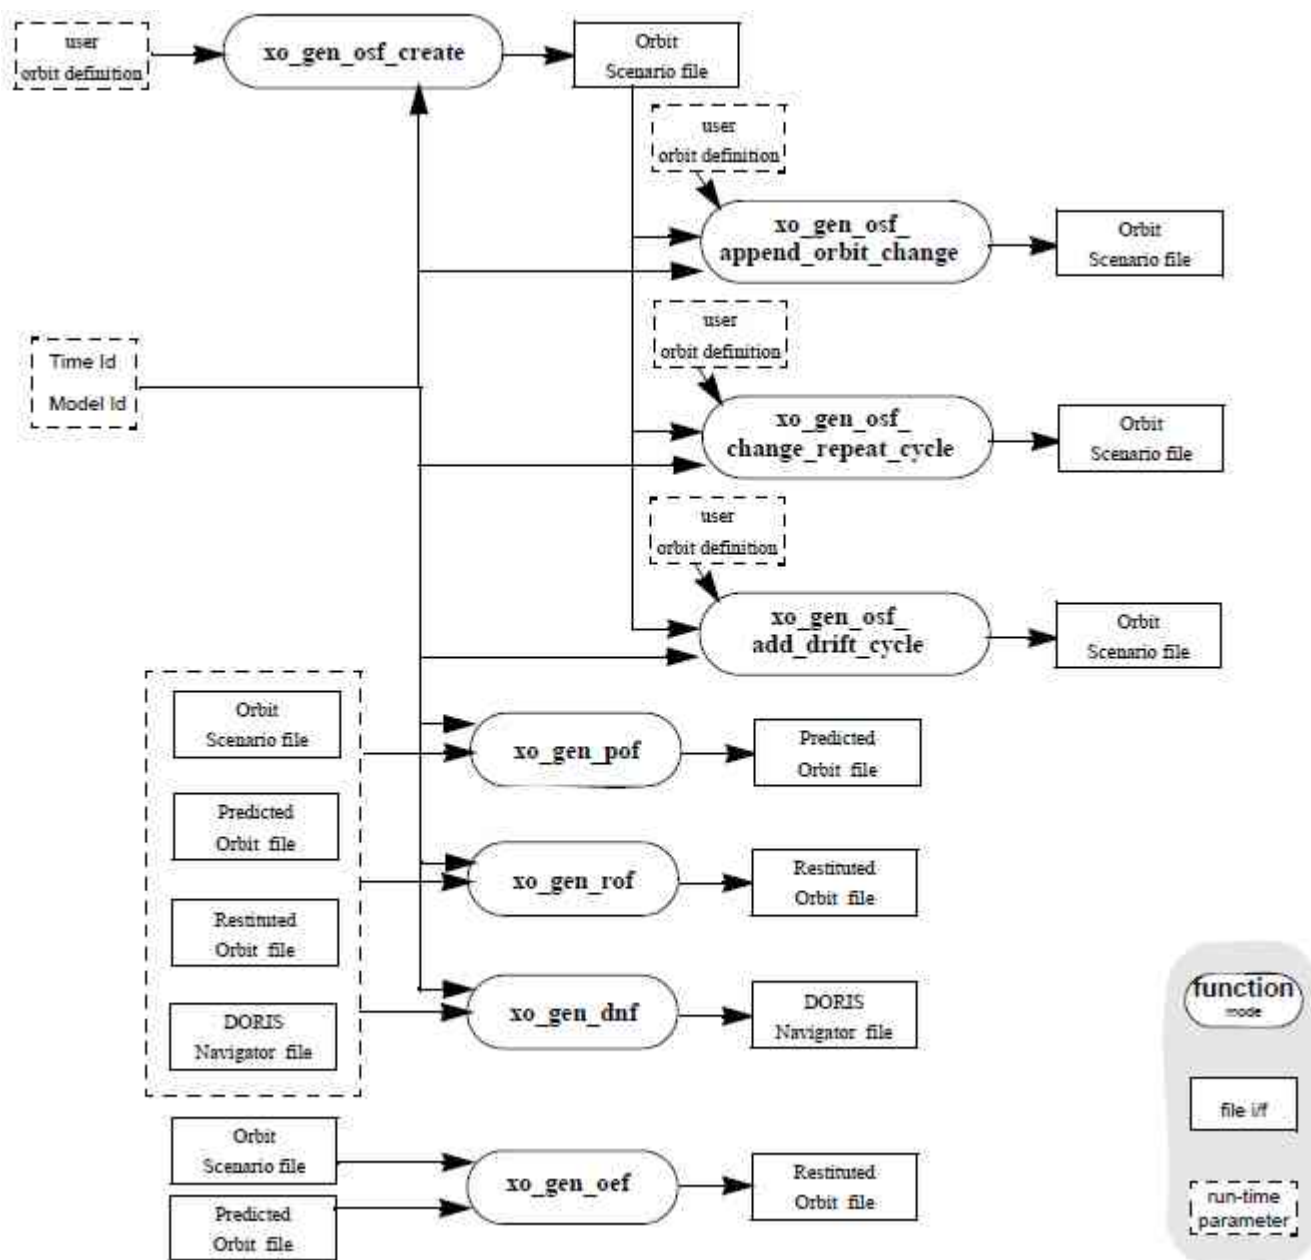 user
orbit definition
xo_gen_osf_create
Orbit
Scenario file
user
orbit definition
xo_gen_osf_
append_orbit_change
Orbit
Scenario file
Time Id
Model Id
user
orbit definition
xo_gen_osf_
change_repeat_cycle
Orbit
Scenario file
user
orbit definition
xo_gen_osf_
add_drift_cycle
Orbit
Scenario file
Orbit
Scenario file
Predicted
Orbit file
Restituted
Orbit file
DORIS
Navigator file
xo_gen_pof
Predicted
Orbit file
xo_gen_rof
Restituted
Orbit file
xo_gen_dnf
DORIS
Navigator file
Orbit
Scenario file
Predicted
Orbit file
xo_gen_oef
Restituted
Orbit file
function
mode
file i/f
run-time
parameter